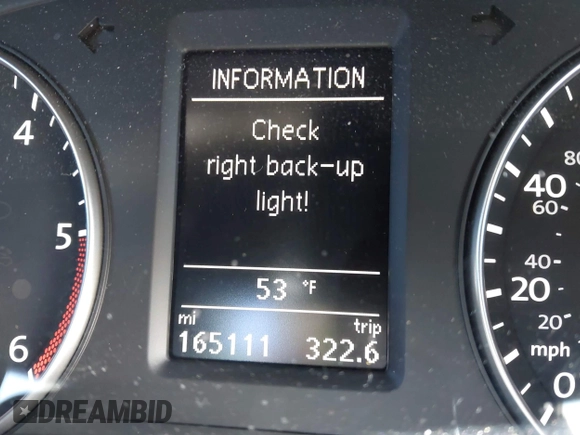 INFORMATION
Check
right back-up
light!
53 °F
mi trip
165111 322.6
4
5
6
80
40
60
40
20
20
mph
0
DREAMBID